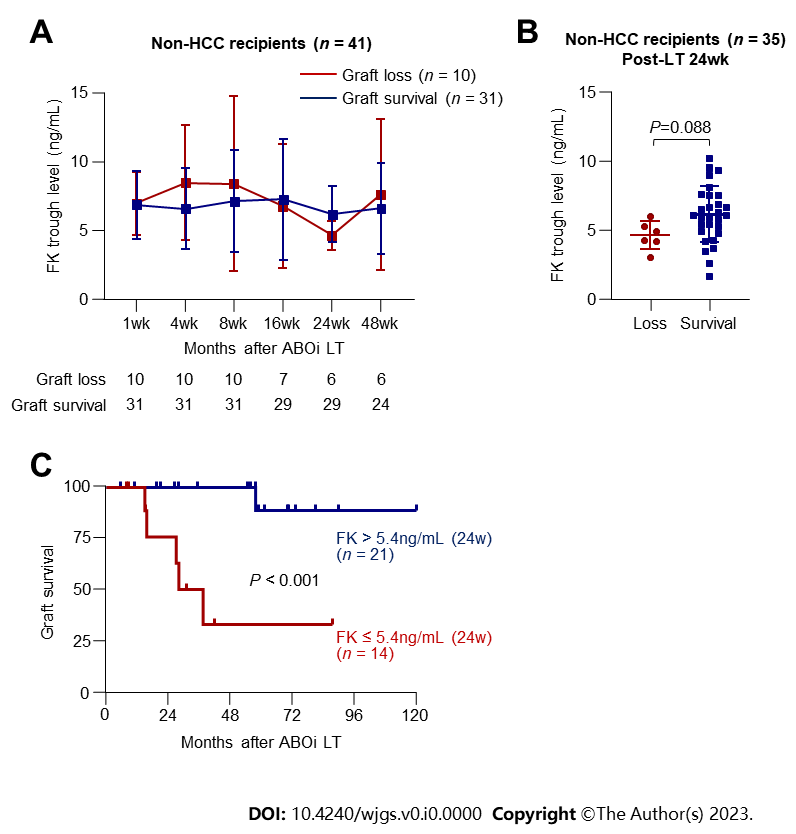 A
Non-HCC recipients (n = 41)
Graft loss (n = 10)
Graft survival (n = 31)
FK trough level (ng/mL)
15
10
5
0
1wk 4wk 8wk 16wk 24wk 48wk
Months after ABOi LT
Graft loss 10 10 10 7 6 6
Graft survival 31 31 31 29 29 24
B
Non-HCC recipients (n = 35)
Post-LT 24wk
FK trough level (ng/mL)
15
10
5
0
P=0.088
Loss Survival
C
Graft survival
100
75
50
25
0
FK > 5.4ng/mL (24w)
(n = 21)
P < 0.001
FK ≤ 5.4ng/mL (24w)
(n = 14)
0 24 48 72 96 120
Months after ABOi LT
DOI: 10.4240/wjgs.v0.i0.0000 Copyright ©The Author(s) 2023.